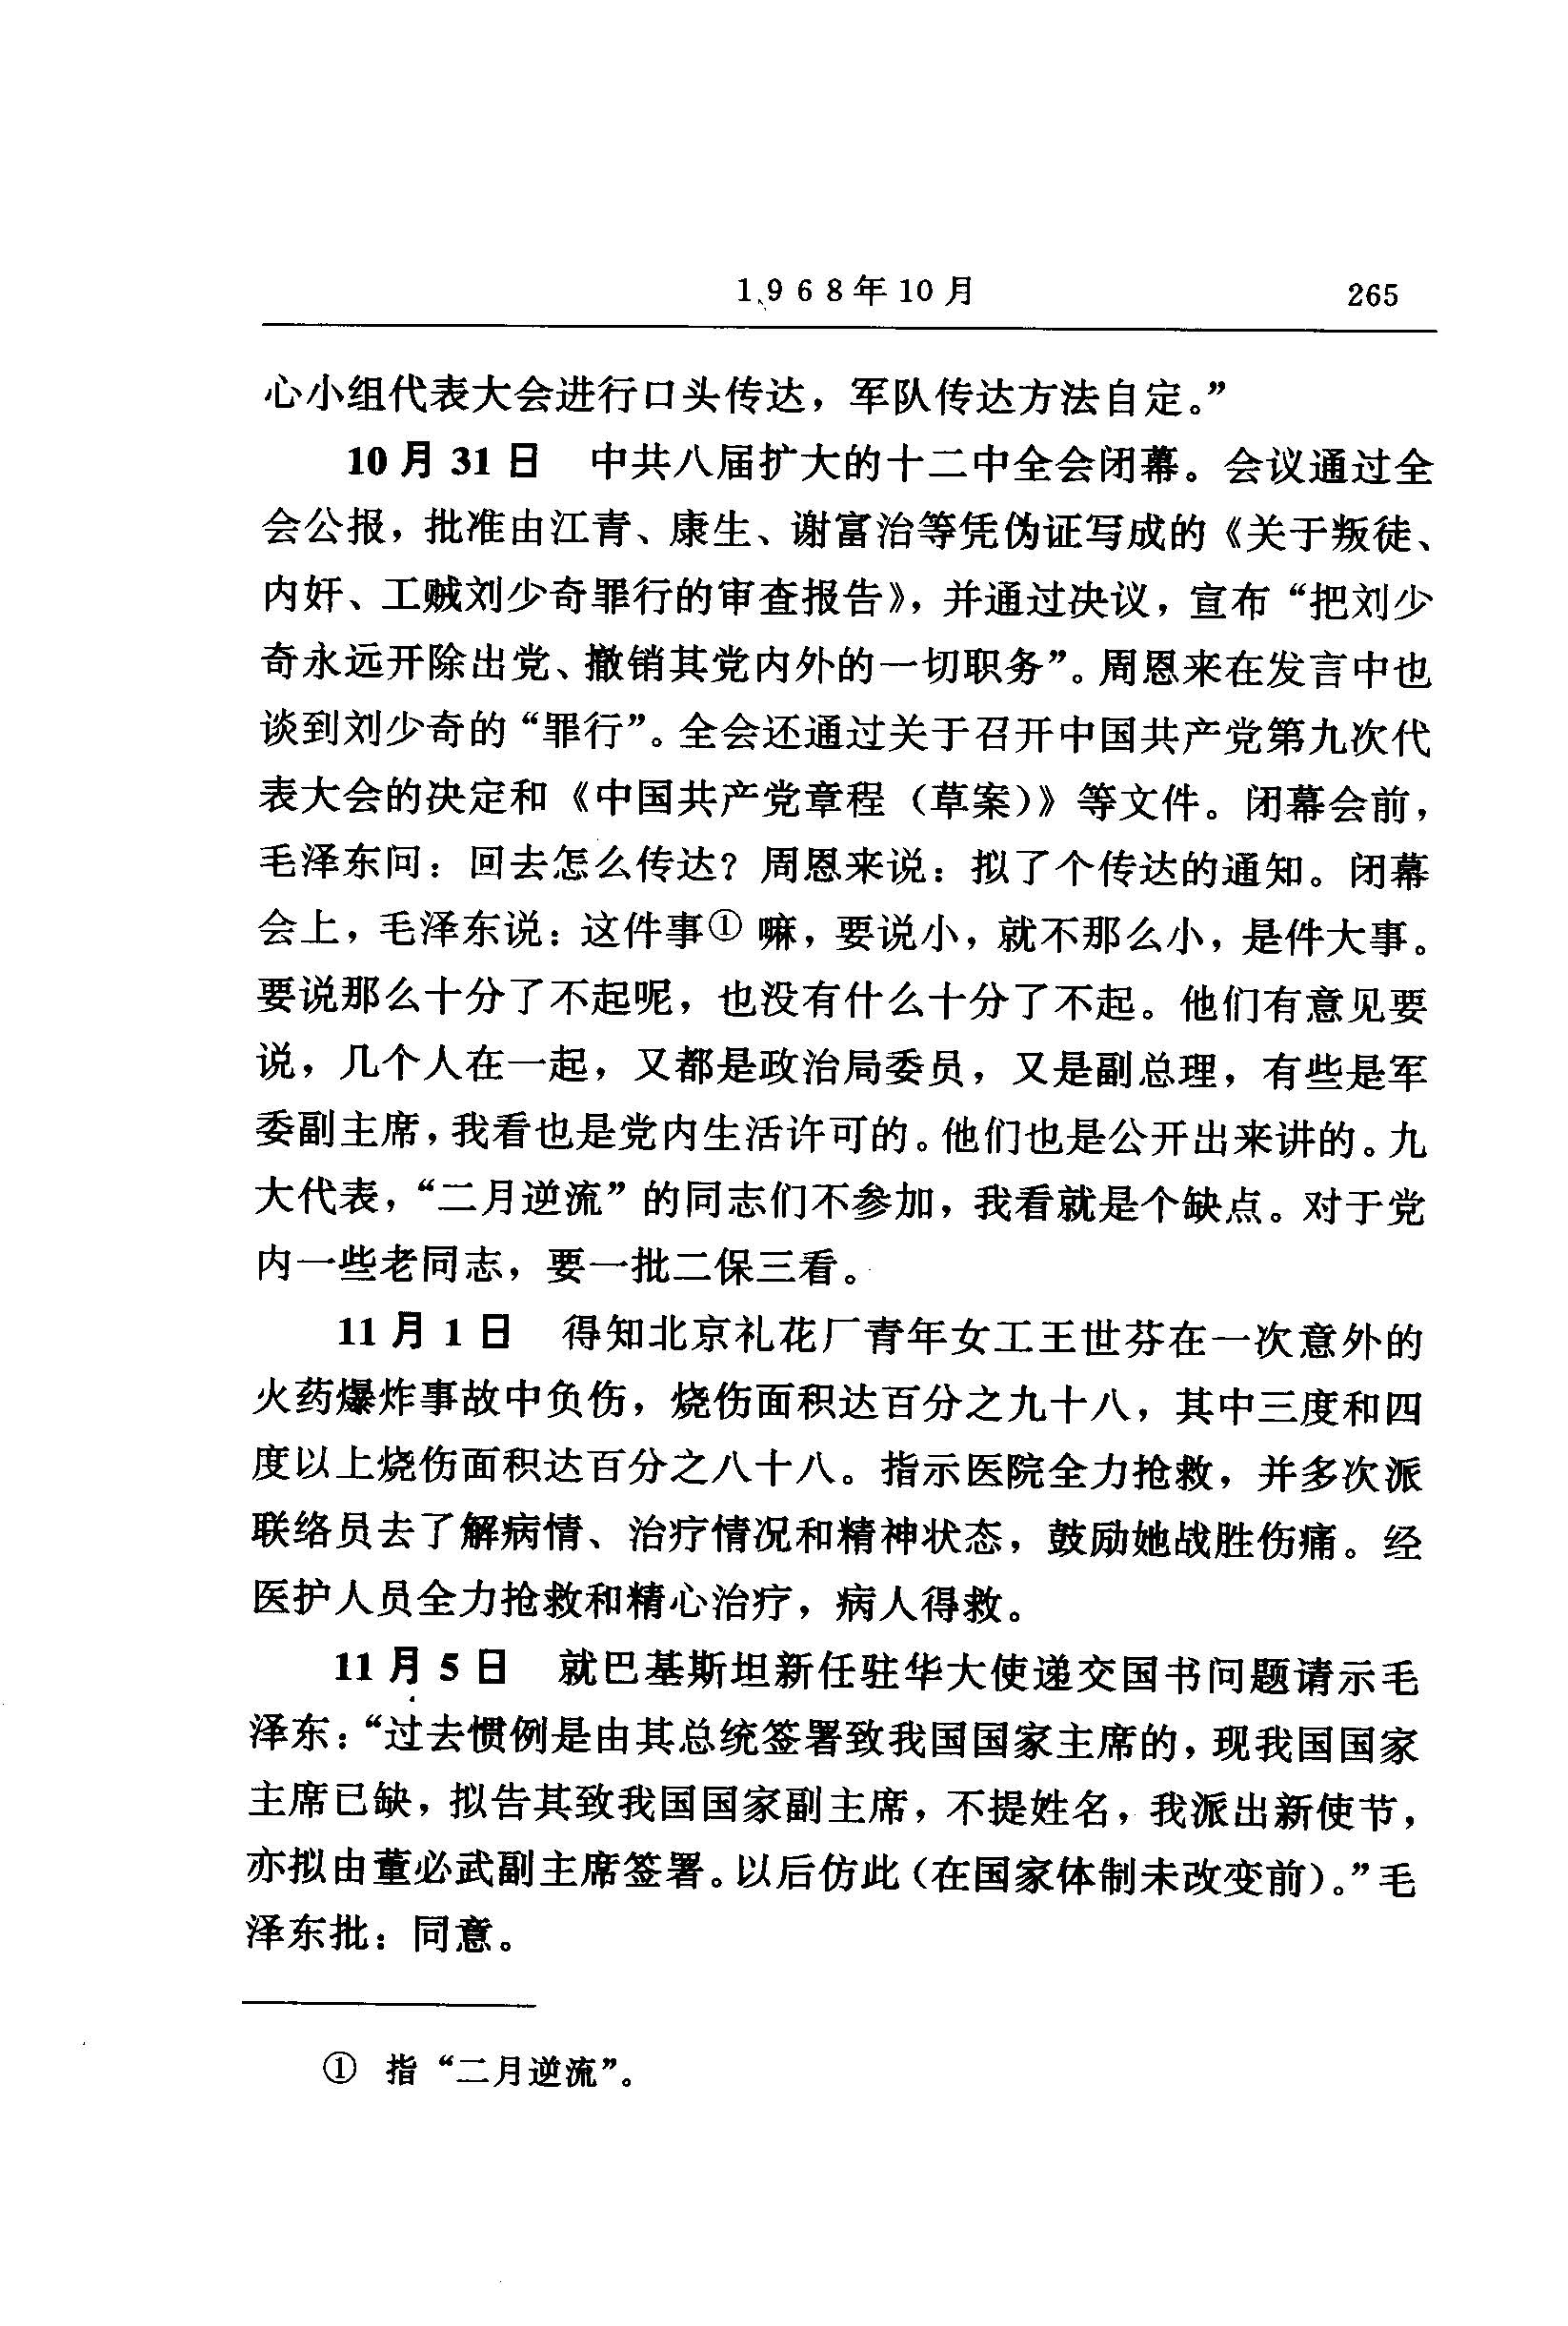 1968年10月 265
心小组代表大会进行口头传达，军队传达方法自定。”
10月31日 中共八届扩大的十二中全会闭幕。会议通过全
会公报，批准由江青、康生、谢富治等凭伪证写成的《关于叛徒、
内奸、工贼刘少奇罪行的审查报告》，并通过决议，宣布“把刘少
奇永远开除出党、撤销其党内外的一切职务”。周恩来在发言中也
谈到刘少奇的“罪行”。全会还通过关于召开中国共产党第九次代
表大会的决定和《中国共产党章程（草案）》等文件。闭幕会前，
毛泽东问：回去怎么传达？周恩来说：拟了个传达的通知。闭幕
会上，毛泽东说：这件事①嘛，要说小，就不那么小，是件大事。
要说那么十分了不起呢，也没有什么十分了不起。他们有意见要
说，几个人在一起，又都是政治局委员，又是副总理，有些是军
委副主席，我看也是党内生活许可的。他们也是公开出来讲的。九
大代表，“二月逆流”的同志们不参加，我看就是个缺点。对于党
内一些老同志，要一批二保三看。
11月1日 得知北京礼花厂青年女工王世芬在一次意外的
火药爆炸事故中负伤，烧伤面积达百分之九十八，其中三度和四
度以上烧伤面积达百分之八十八。指示医院全力抢救，并多次派
联络员去了解病情、治疗情况和精神状态，鼓励她战胜伤痛。经
医护人员全力抢救和精心治疗，病人得救。
11月5日 就巴基斯坦新任驻华大使递交国书问题请示毛
泽东：“过去惯例是由其总统签署致我国国家主席的，现我国国家
主席已缺，拟告其致我国国家副主席，不提姓名，我派出新使节，
亦拟由董必武副主席签署。以后仿此（在国家体制未改变前）。”毛
泽东批：同意。
① 指“二月逆流”。